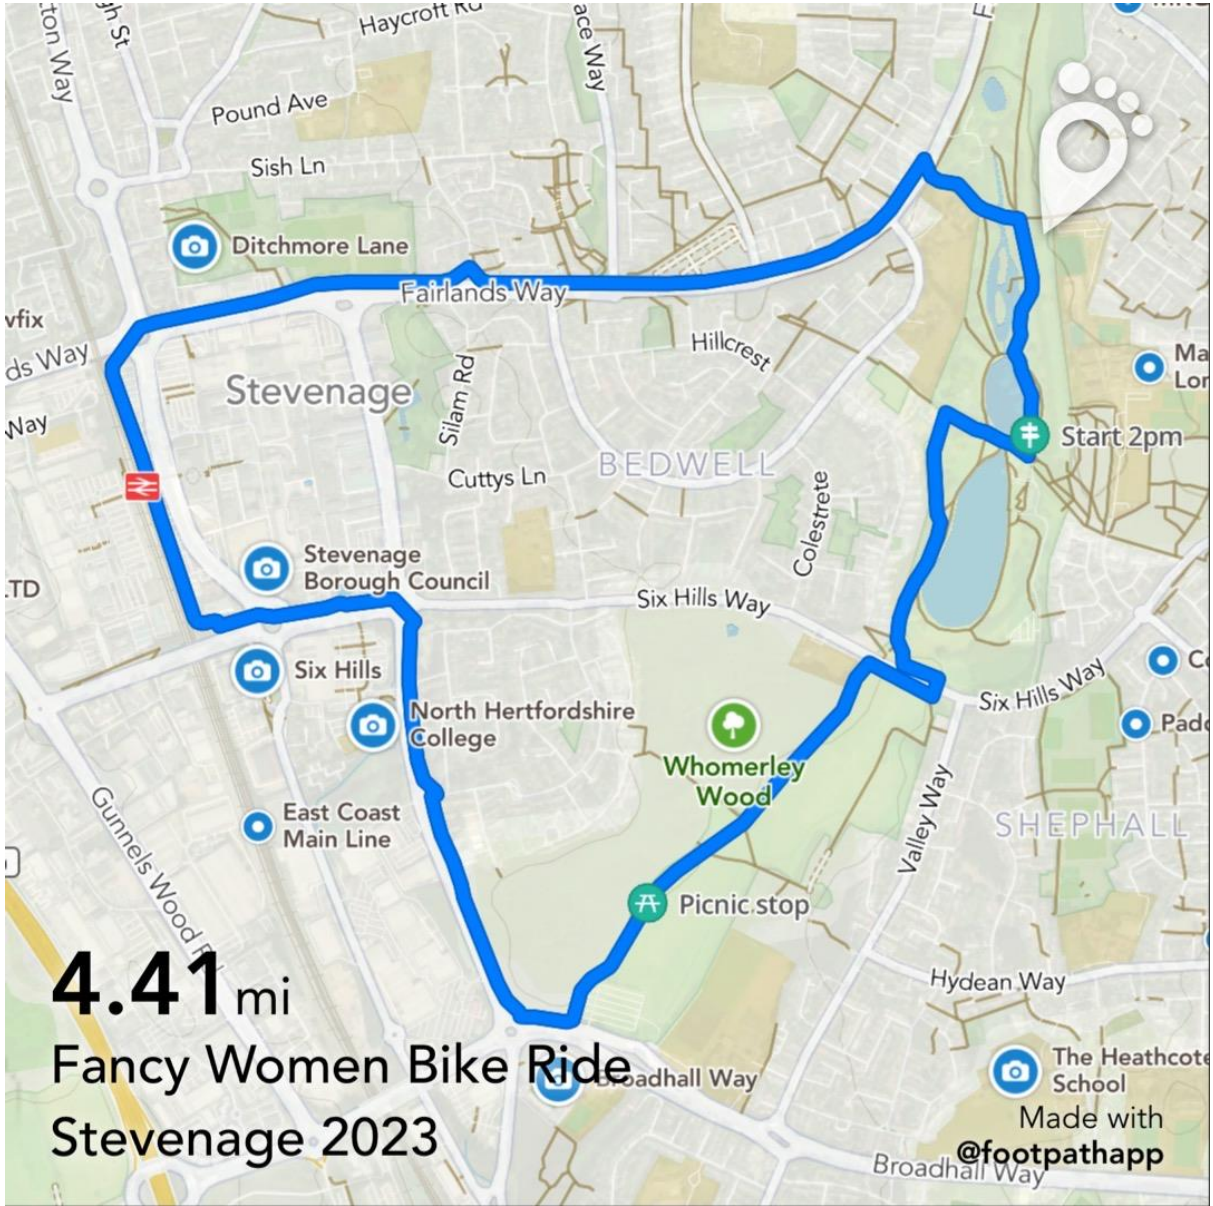 Haycroft Rd
Pound Ave
Sish Ln
Ditchmore Lane
Fairlands Way
ds Way
Way
Stevenage
Silam Rd
Hillcrest
BEDWELL
Cuttys Ln
Colestrete
Start 2pm
Stevenage
Borough Council
Six Hills Way
Six Hills
North Hertfordshire
College
Six Hills Way
Whomerley
Wood
East Coast
Main Line
Valley Way
SHEPHALL
Gunnels Wood
Picnic stop
Hydean Way
4.41 mi
Fancy Women Bike Ride
Stevenage 2023
Broadhall Way
The Heathcote
School
Made with
@footpathapp
Broadhall Way